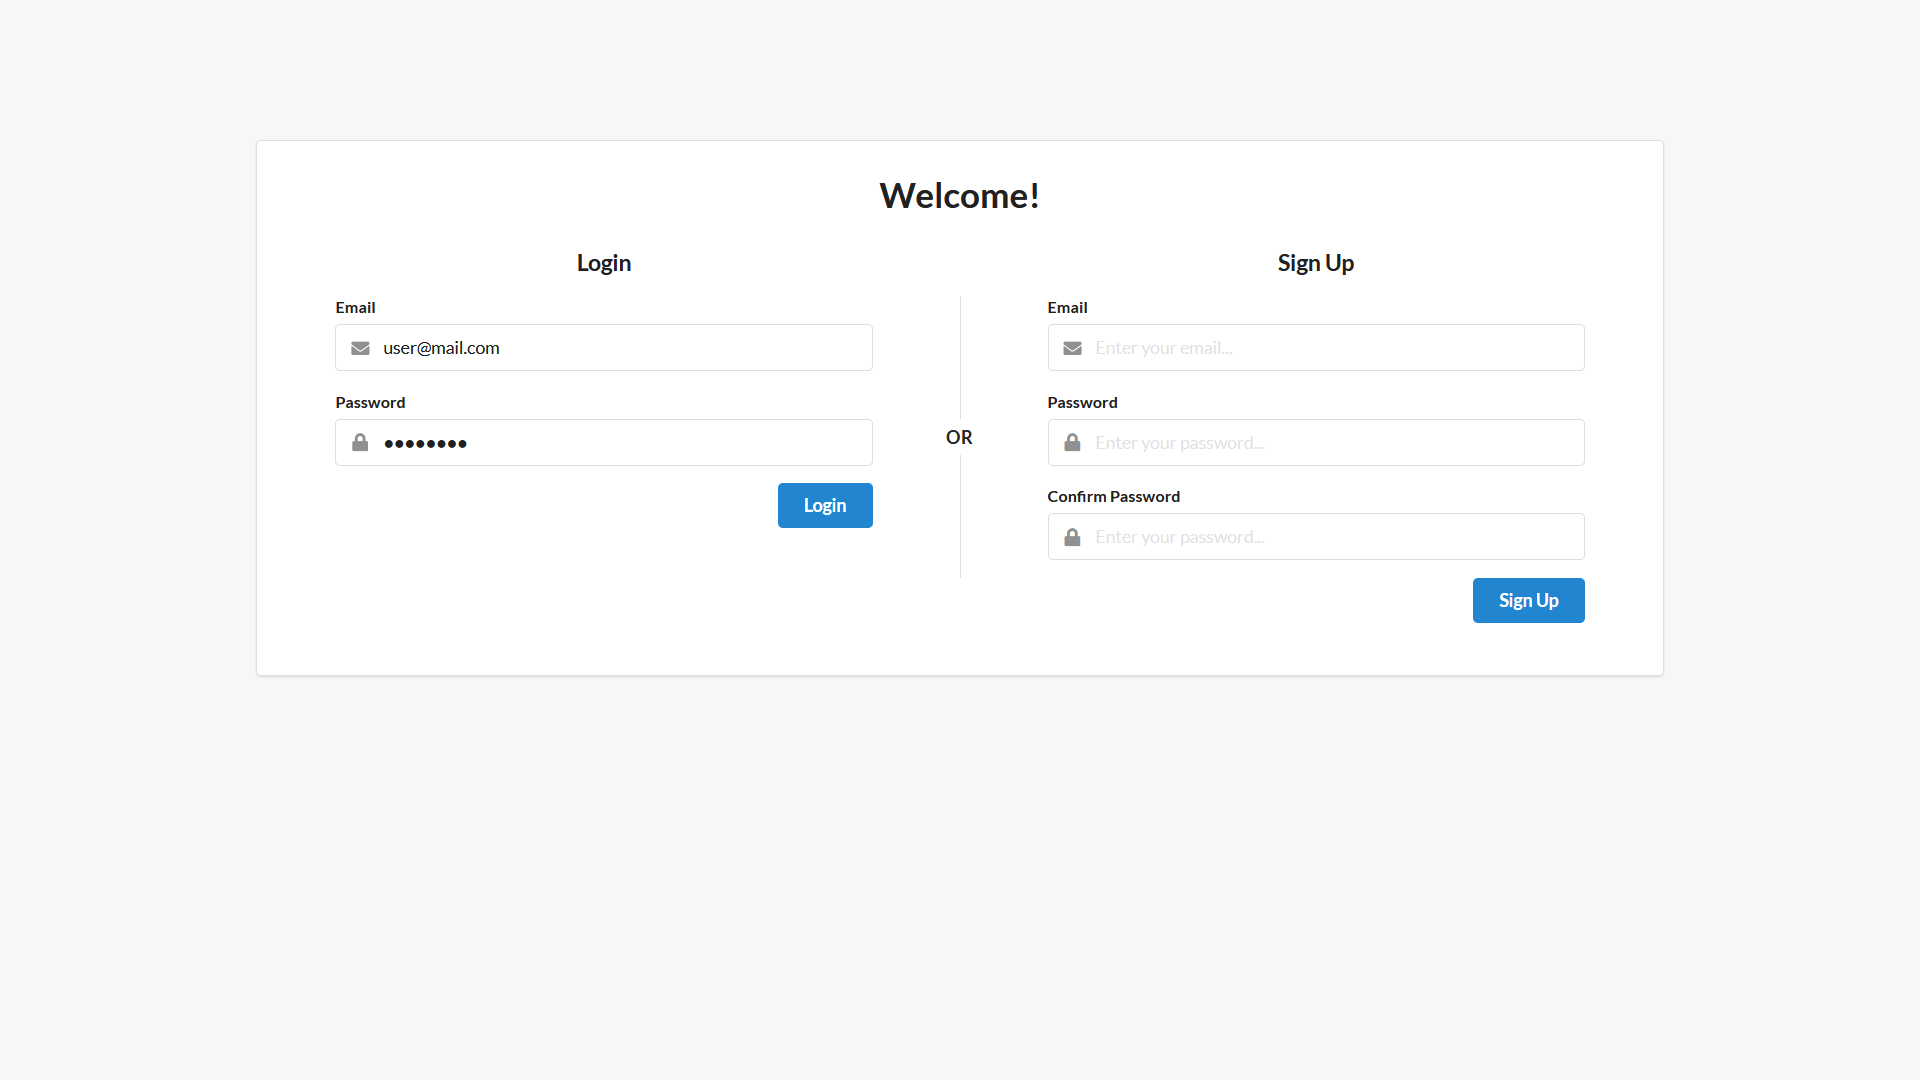 Welcome!
Login
Email
user@mail.com
Password
••••••••
Login
OR
Sign Up
Email
Enter your email...
Password
Enter your password...
Confirm Password
Enter your password...
Sign Up